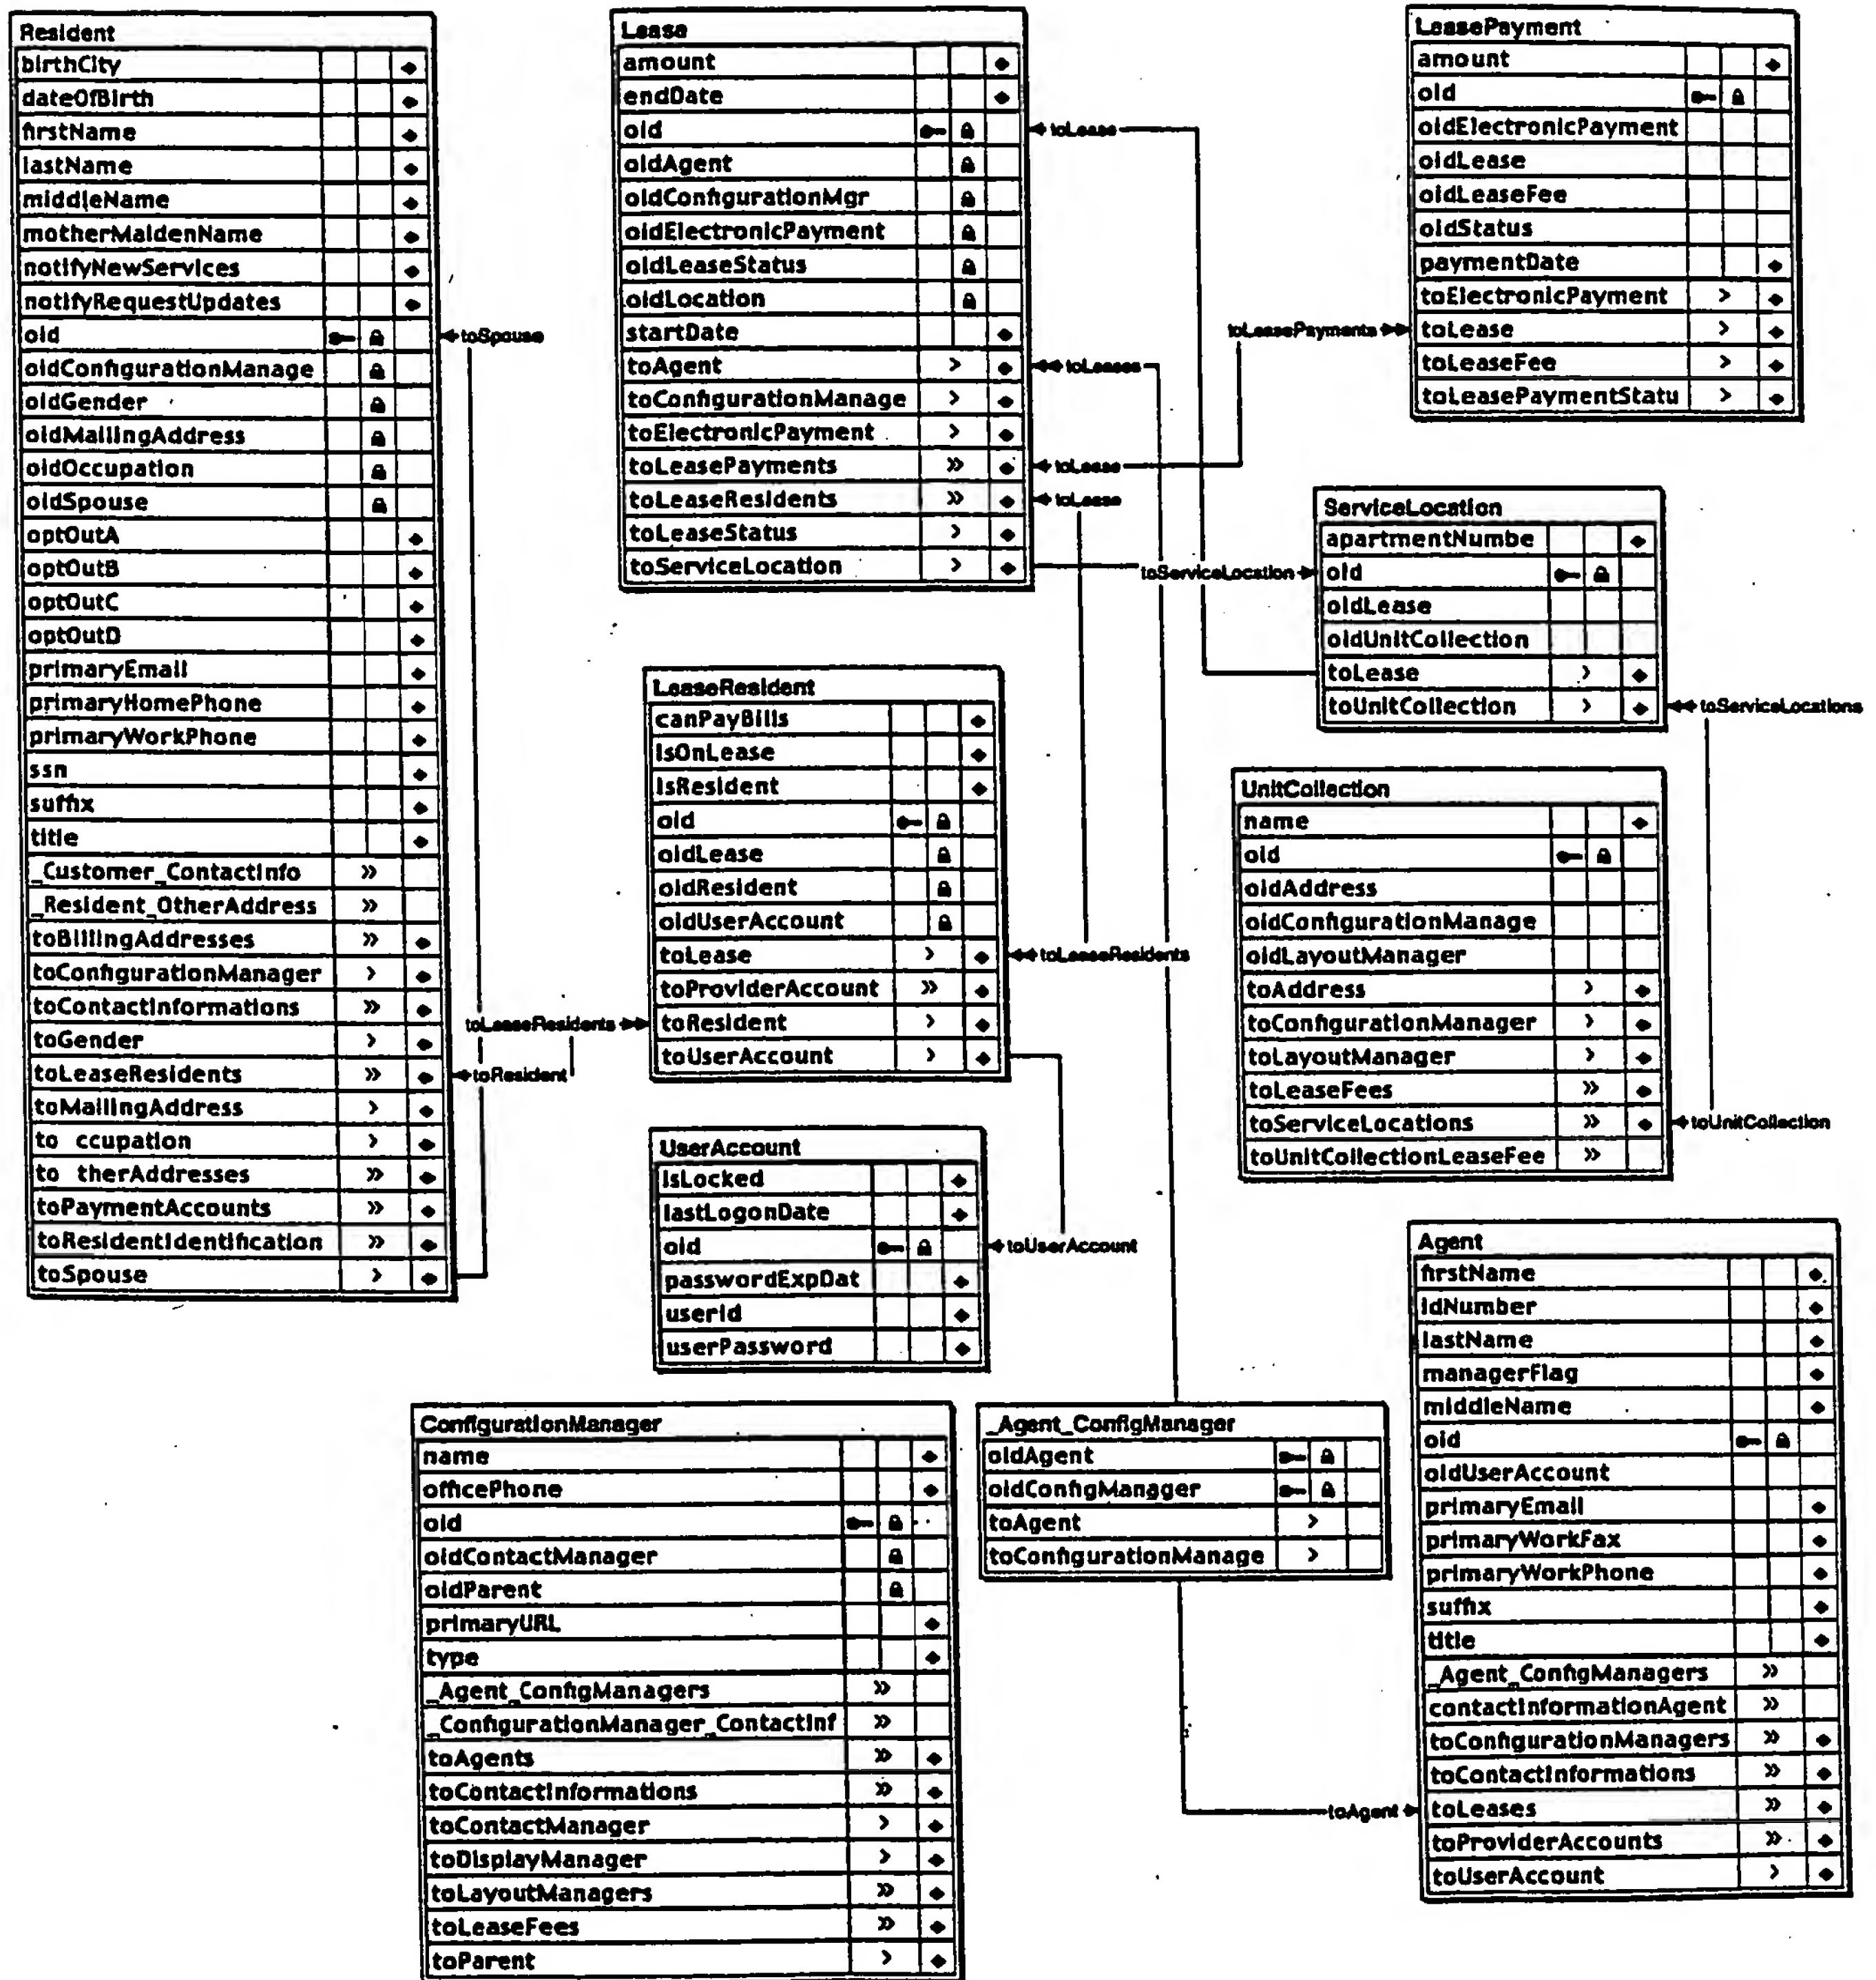 Resident
birthCity
dateOfBirth
firstName
lastName
middleName
motherMaidenName
notifyNewServices
notifyRequestUpdates
oid
oidConfigurationManage
oidGender
oidMailingAddress
oidOccupation
oidSpouse
optOutA
optOutB
optOutC
optOutD
primaryEmail
primaryHomePhone
primaryWorkPhone
ssn
suffix
title
_Customer_ContactInfo
_Resident_OtherAddress
toBillingAddresses
toConfigurationManager
toContactInformations
toGender
toLeaseResidents
toMailingAddress
to ccupation
to therAddresses
toPaymentAccounts
toResidentIdentification
toSpouse
toSpouse
toLeaseResidents
toResident
Lease
amount
endDate
oid
oidAgent
oidConfigurationMgr
oidElectronicPayment
oidLeaseStatus
oidLocation
startDate
toAgent
toConfigurationManage
toElectronicPayment
toLeasePayments
toLeaseResidents
toLeaseStatus
toServiceLocation
toLease
toLeases
toLease
toLease
toLeasePayments
toServiceLocation
LeasePayment
amount
oid
oidElectronicPayment
oidLease
oidLeaseFee
oidStatus
paymentDate
toElectronicPayment
toLease
toLeaseFee
toLeasePaymentStatu
ServiceLocation
apartmentNumbe
oid
oidLease
oidUnitCollection
toLease
toUnitCollection
toServiceLocations
LeaseResident
canPayBills
isOnLease
isResident
oid
oidLease
oidResident
oidUserAccount
toLease
toProviderAccount
toResident
toUserAccount
toLeaseResidents
UnitCollection
name
oid
oidAddress
oidConfigurationManage
oidLayoutManager
toAddress
toConfigurationManager
toLayoutManager
toLeaseFees
toServiceLocations
toUnitCollectionLeaseFee
toUnitCollection
UserAccount
isLocked
lastLogonDate
oid
passwordExpDat
userId
userPassword
toUserAccount
ConfigurationManager
name
officePhone
oid
oidContactManager
oidParent
primaryURL
type
_Agent_ConfigManagers
_ConfigurationManager_ContactInf
toAgents
toContactInformations
toContactManager
toDisplayManager
toLayoutManagers
toLeaseFees
toParent
_Agent_ConfigManager
oidAgent
oidConfigManager
toAgent
toConfigurationManage
toAgent
Agent
firstName
idNumber
lastName
managerFlag
middleName
oid
oidUserAccount
primaryEmail
primaryWorkFax
primaryWorkPhone
suffix
title
_Agent_ConfigManagers
contactInformationAgent
toConfigurationManagers
toContactInformations
toLeases
toProviderAccounts
toUserAccount